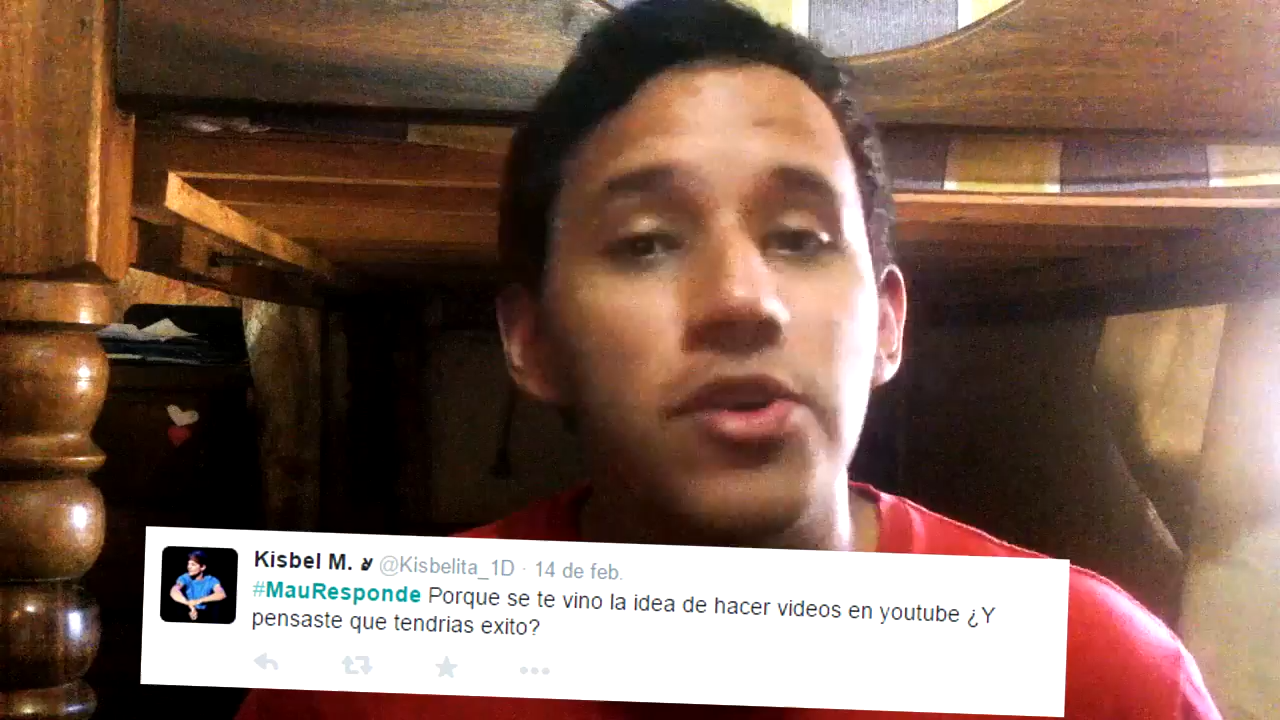 Kisbel M. @Kisbelita_1D · 14 de feb.
#MauResponde Porque se te vino la idea de hacer videos en youtube ¿Y
pensaste que tendrias exito?